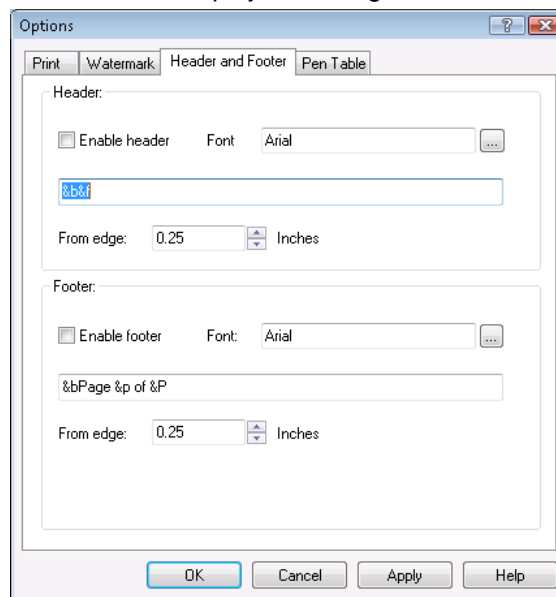 Options
Print Watermark Header and Footer Pen Table
Header:
Enable header Font Arial ...
&b&f
From edge: 0.25 Inches
Footer:
Enable footer Font: Arial ...
&bPage &p of &P
From edge: 0.25 Inches
OK Cancel Apply Help